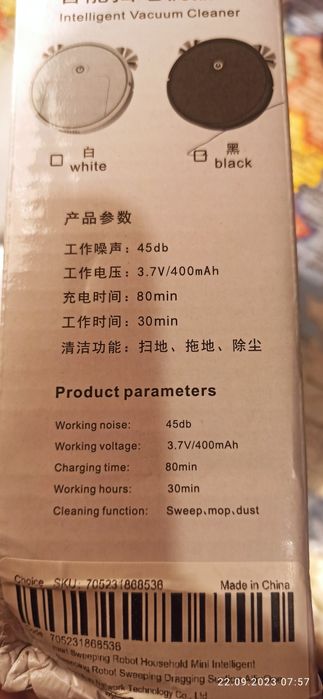 Intelligent Vacuum Cleaner
白
white
黑
black
产品参数
工作噪声：45db
工作电压：3.7V/400mAh
充电时间：80min
工作时间：30min
清洁功能：扫地、拖地、除尘
Product parameters
Working noise: 45db
Working voltage: 3.7V/400mAh
Charging time: 80min
Working hours: 30min
Cleaning function: Sweep、mop、dust
Choice SKU: 705231868536 Made in China
705231868536
Sweeping Robot Household Mini Intelligent
Sweeping Dragging
Network Technology Co., Ltd
22.09.2023 07:57